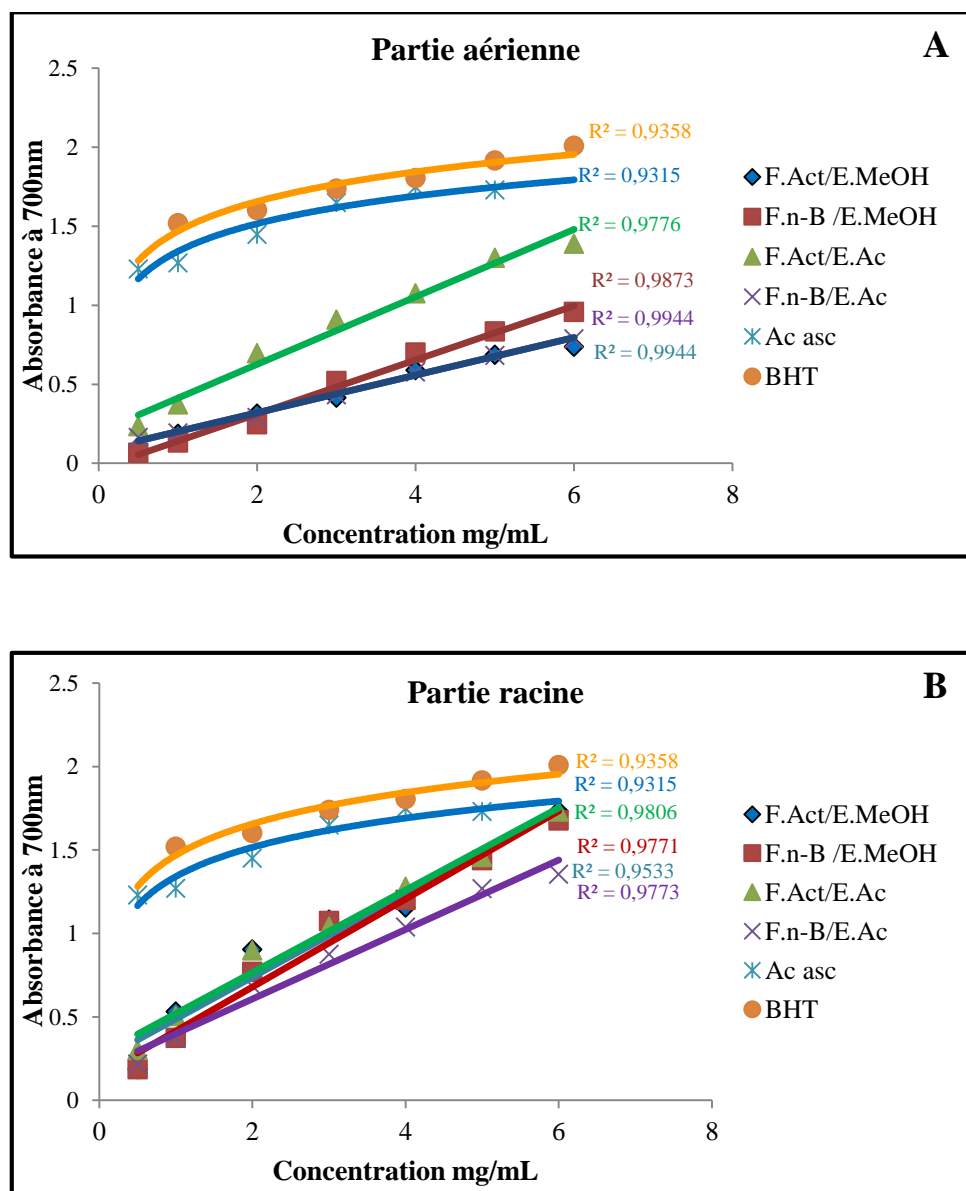 A
Partie aérienne
2.5
2
1.5
1
0.5
0
0
2
4
6
8
Absorbance à 700nm
Concentration mg/mL
R² = 0,9358
R² = 0,9315
R² = 0,9776
R² = 0,9873
R² = 0,9944
R² = 0,9944
F.Act/E.MeOH
F.n-B /E.MeOH
F.Act/E.Ac
F.n-B/E.Ac
Ac asc
BHT
B
Partie racine
2.5
2
1.5
1
0.5
0
0
2
4
6
8
Absorbance à 700nm
Concentration mg/mL
R² = 0,9358
R² = 0,9315
R² = 0,9806
R² = 0,9771
R² = 0,9533
R² = 0,9773
F.Act/E.MeOH
F.n-B /E.MeOH
F.Act/E.Ac
F.n-B/E.Ac
Ac asc
BHT